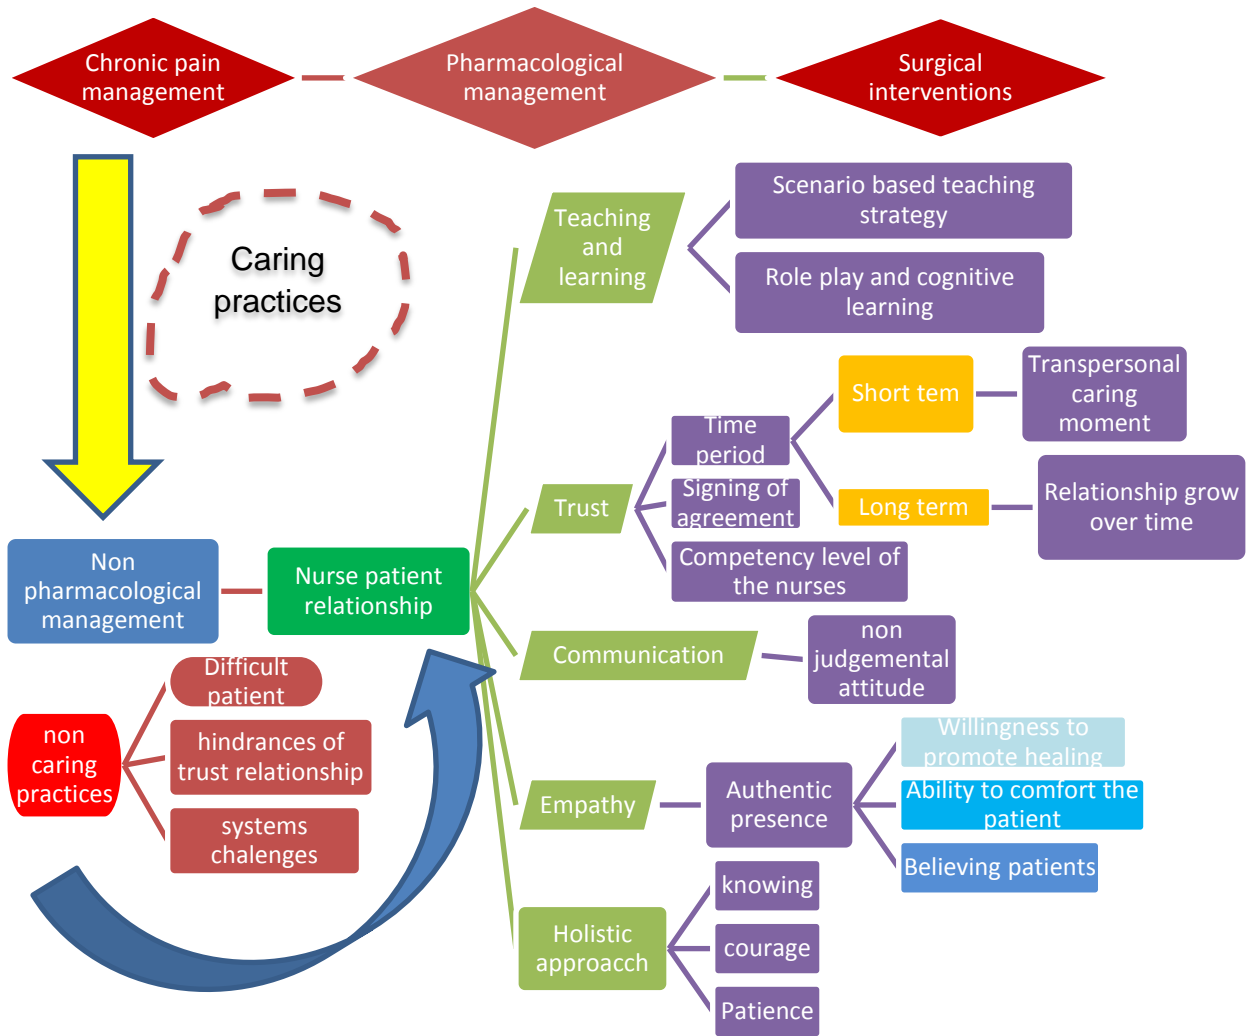 Chronic pain
management
Pharmacological
management
Surgical
interventions
Caring
practices
Teaching
and
learning
Scenario based teaching
strategy
Role play and cognitive
learning
Short tem
Transpersonal
caring
moment
Time
period
Signing of
agreement
Trust
Long term
Relationship grow
over time
Competency level of
the nurses
Non
pharmacological
management
Nurse patient
relationship
Communication
non
judgemental
attitude
Difficult
patient
non
caring
practices
hindrances of
trust relationship
systems
chalenges
Empathy
Authentic
presence
Willingness to
promote healing
Ability to comfort the
patient
Believing patients
Holistic
approacch
knowing
courage
Patience